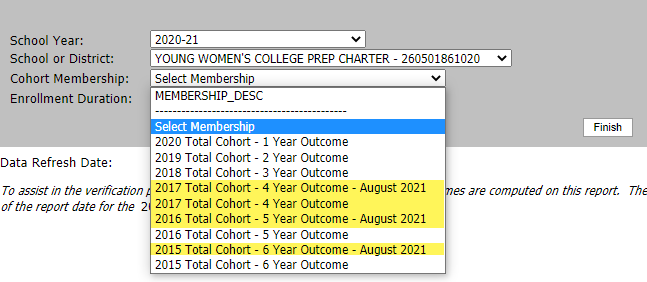 School Year: 2020-21
School or District: YOUNG WOMEN'S COLLEGE PREP CHARTER - 260501861020
Cohort Membership: Select Membership
Enrollment Duration: MEMBERSHIP_DESC
--------------------------------------------
Select Membership
Finish
2020 Total Cohort - 1 Year Outcome
2019 Total Cohort - 2 Year Outcome
Data Refresh Date:
2018 Total Cohort - 3 Year Outcome
2017 Total Cohort - 4 Year Outcome - August 2021
To assist in the verification mes are computed on this report. The
2017 Total Cohort - 4 Year Outcome
of the report date for the
2016 Total Cohort - 5 Year Outcome - August 2021
2016 Total Cohort - 5 Year Outcome
2015 Total Cohort - 6 Year Outcome - August 2021
2015 Total Cohort - 6 Year Outcome